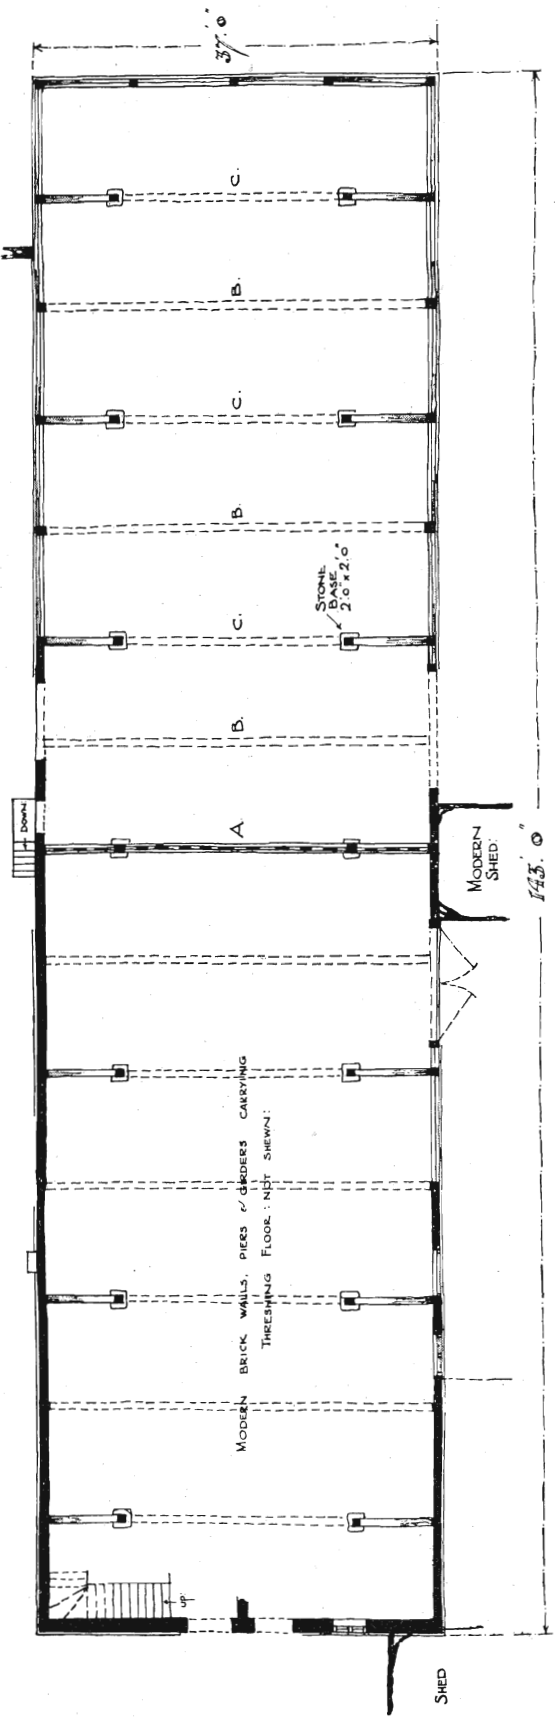 37'.0"
C.
B.
C.
B.
STONE
BASE
2'.0" x 2'.0"
C.
B.
DOWN
A
MODERN
SHED:
143'.0"
MODERN BRICK WALLS, PIERS & GIRDERS CARRYING
THRESHING FLOOR: NOT SHEWN:
UP
SHED